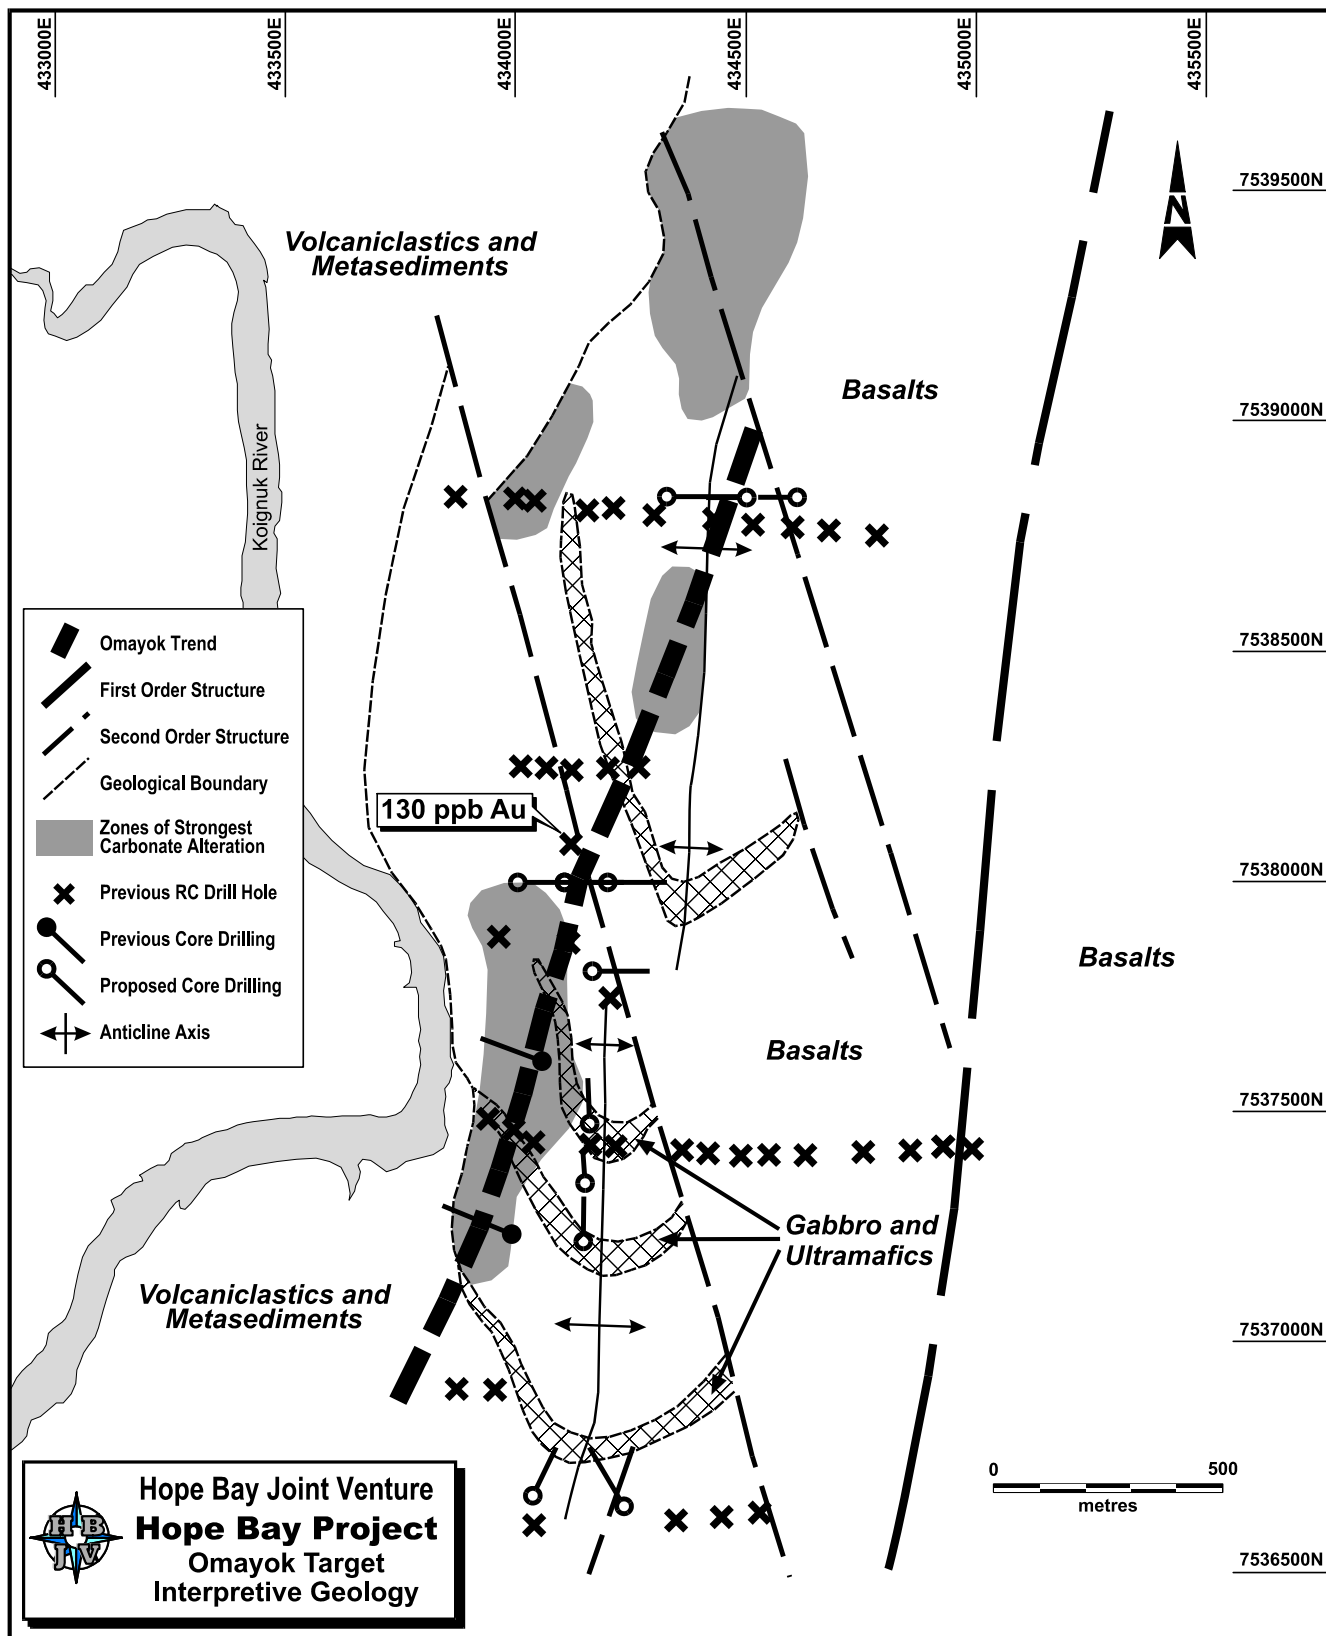 433000E
433500E
434000E
434500E
435000E
435500E
7539500N
Volcaniclastics and
Metasediments
Basalts
7539000N
Koignuk River
7538500N
Omayok Trend
First Order Structure
Second Order Structure
Geological Boundary
Zones of Strongest
Carbonate Alteration
Previous RC Drill Hole
Previous Core Drilling
Proposed Core Drilling
Anticline Axis
130 ppb Au
7538000N
Basalts
Basalts
7537500N
Gabbro and
Ultramafics
Volcaniclastics and
Metasediments
7537000N
0 500
metres
7536500N
HB
JV
Hope Bay Joint Venture
Hope Bay Project
Omayok Target
Interpretive Geology
N